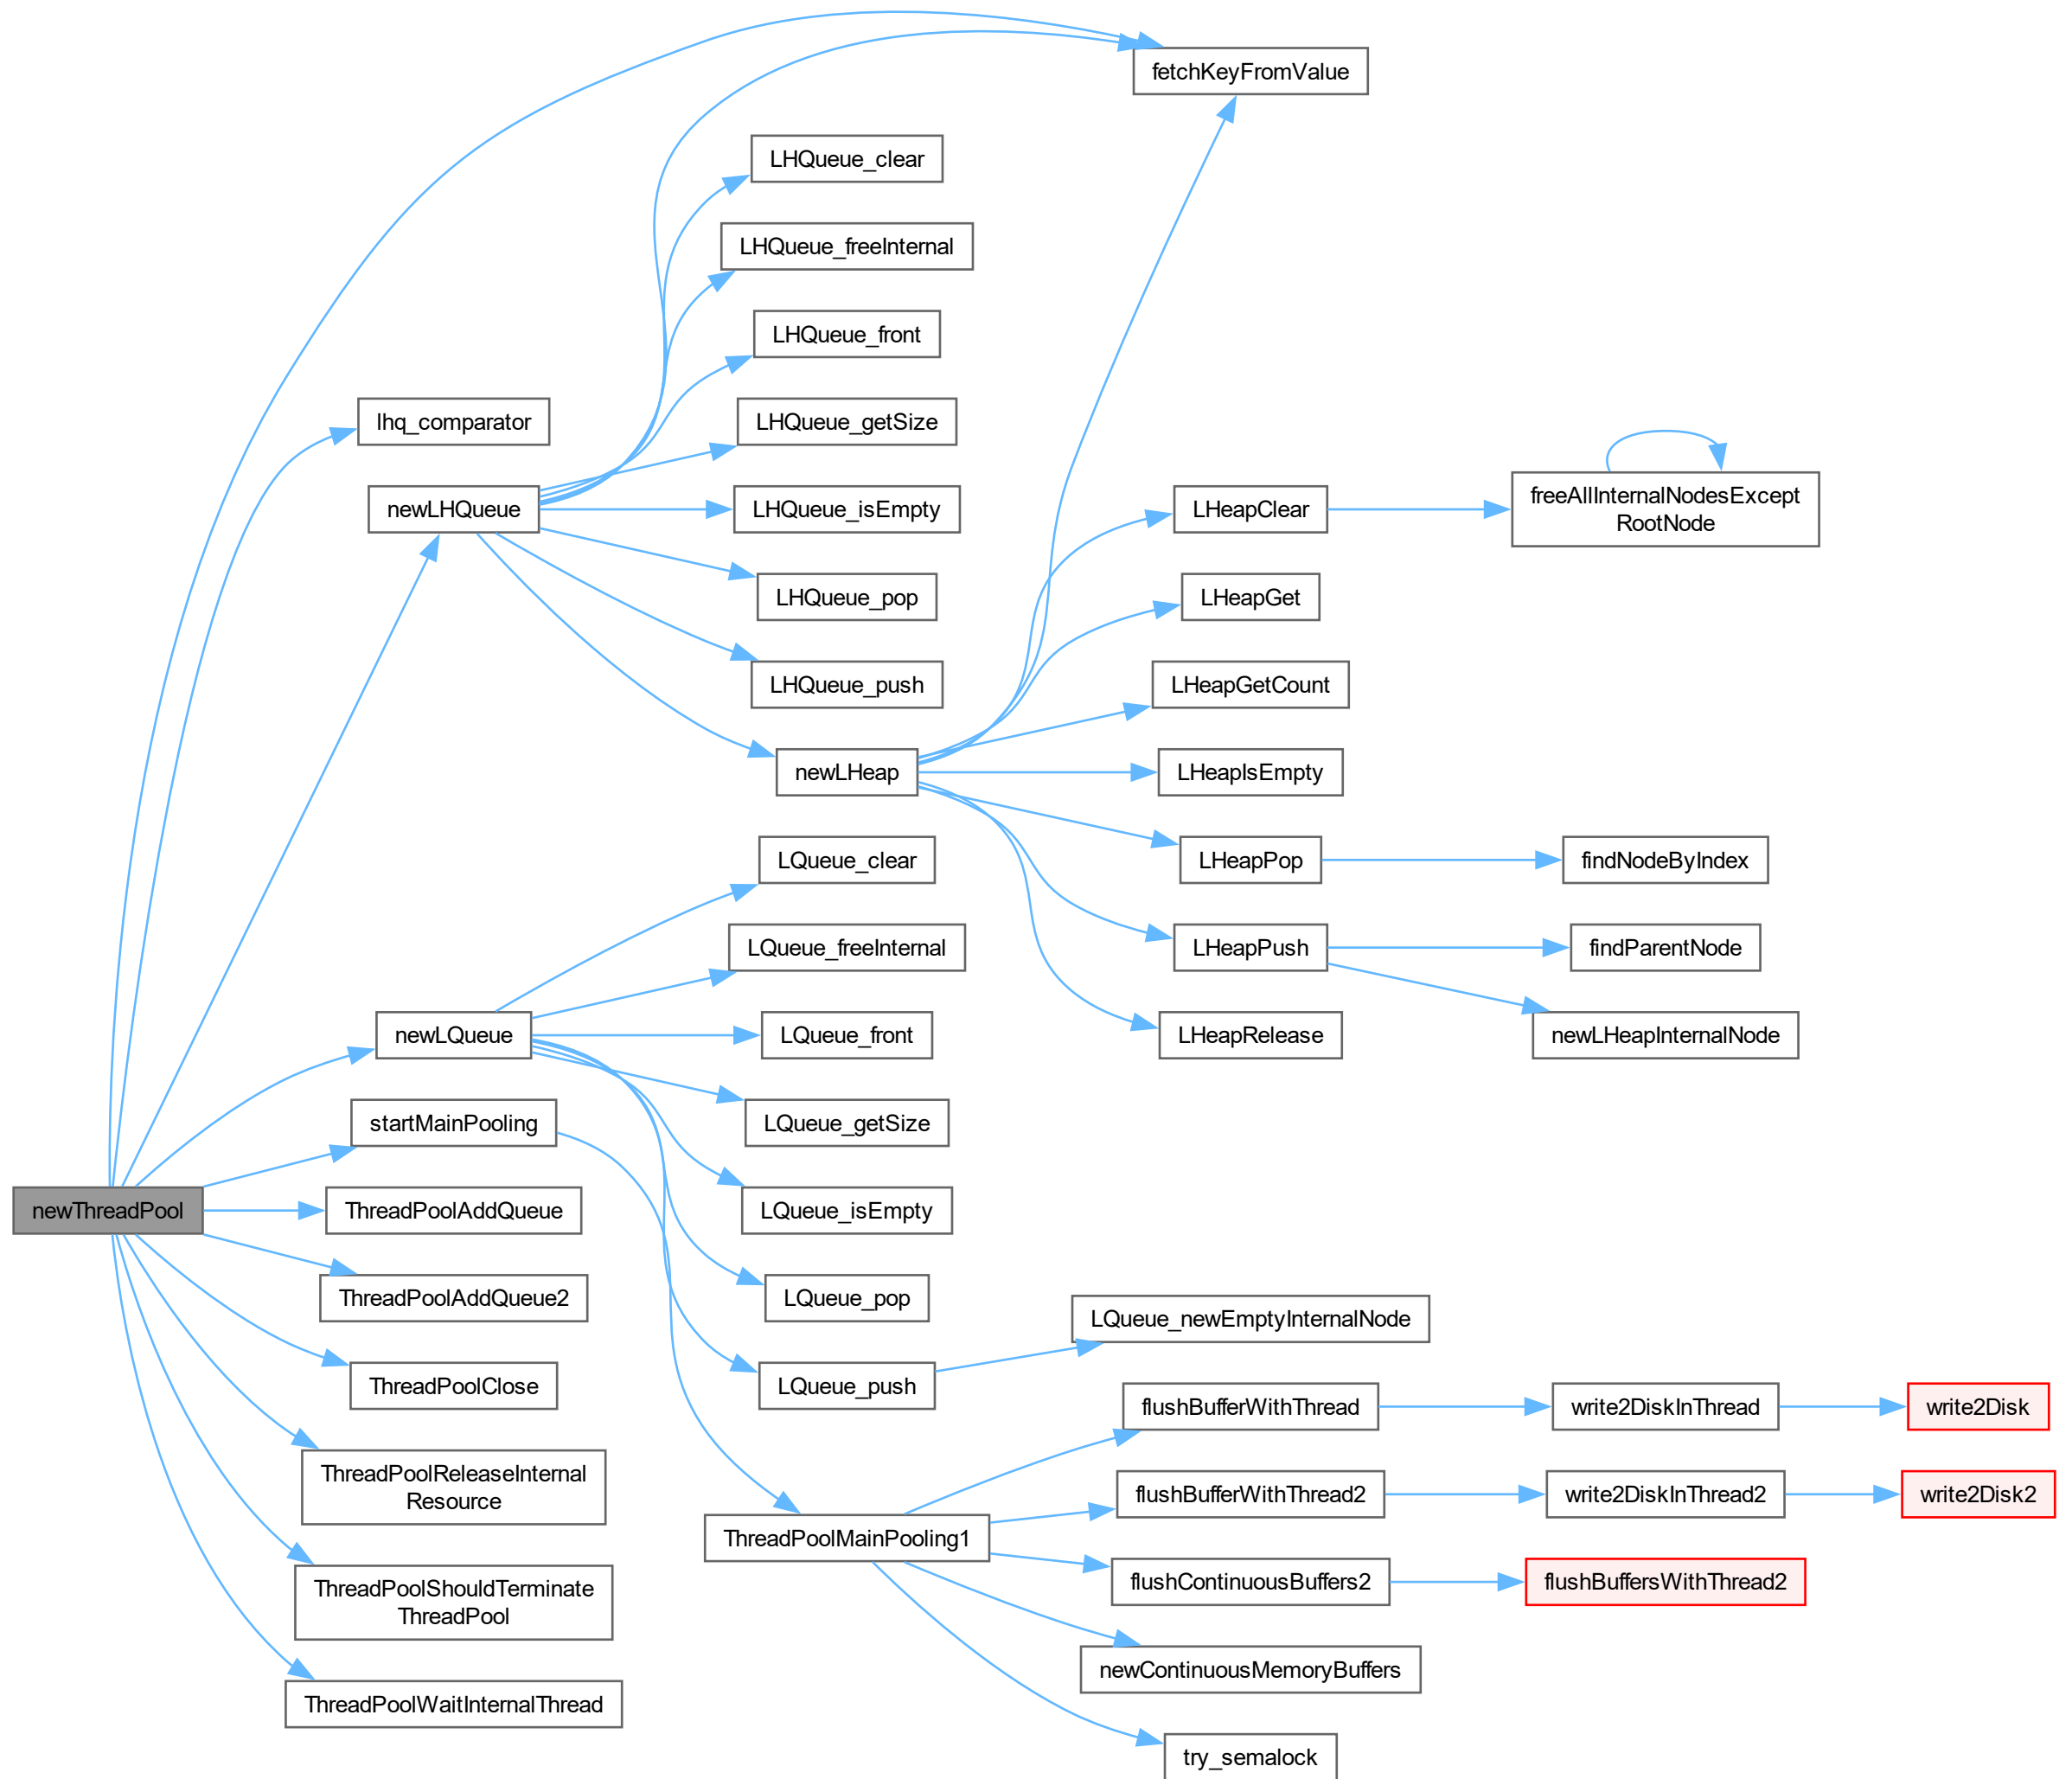 fetchKeyFromValue
LHQueue_clear
LHQueue_freeInternal
LHQueue_front
lhq_comparator
LHQueue_getSize
newLHQueue
LHQueue_isEmpty
LHeapClear
freeAllInternalNodesExcept
RootNode
LHQueue_pop
LHeapGet
LHQueue_push
LHeapGetCount
newLHeap
LHeapIsEmpty
LQueue_clear
LHeapPop
findNodeByIndex
LQueue_freeInternal
LHeapPush
findParentNode
newLQueue
LQueue_front
LHeapRelease
newLHeapInternalNode
startMainPooling
LQueue_getSize
newThreadPool
ThreadPoolAddQueue
LQueue_isEmpty
ThreadPoolAddQueue2
LQueue_pop
LQueue_newEmptyInternalNode
ThreadPoolClose
LQueue_push
flushBufferWithThread
write2DiskInThread
write2Disk
ThreadPoolReleaseInternal
Resource
flushBufferWithThread2
write2DiskInThread2
write2Disk2
ThreadPoolMainPooling1
ThreadPoolShouldTerminate
ThreadPool
flushContinuousBuffers2
flushBuffersWithThread2
newContinuousMemoryBuffers
ThreadPoolWaitInternalThread
try_semalock